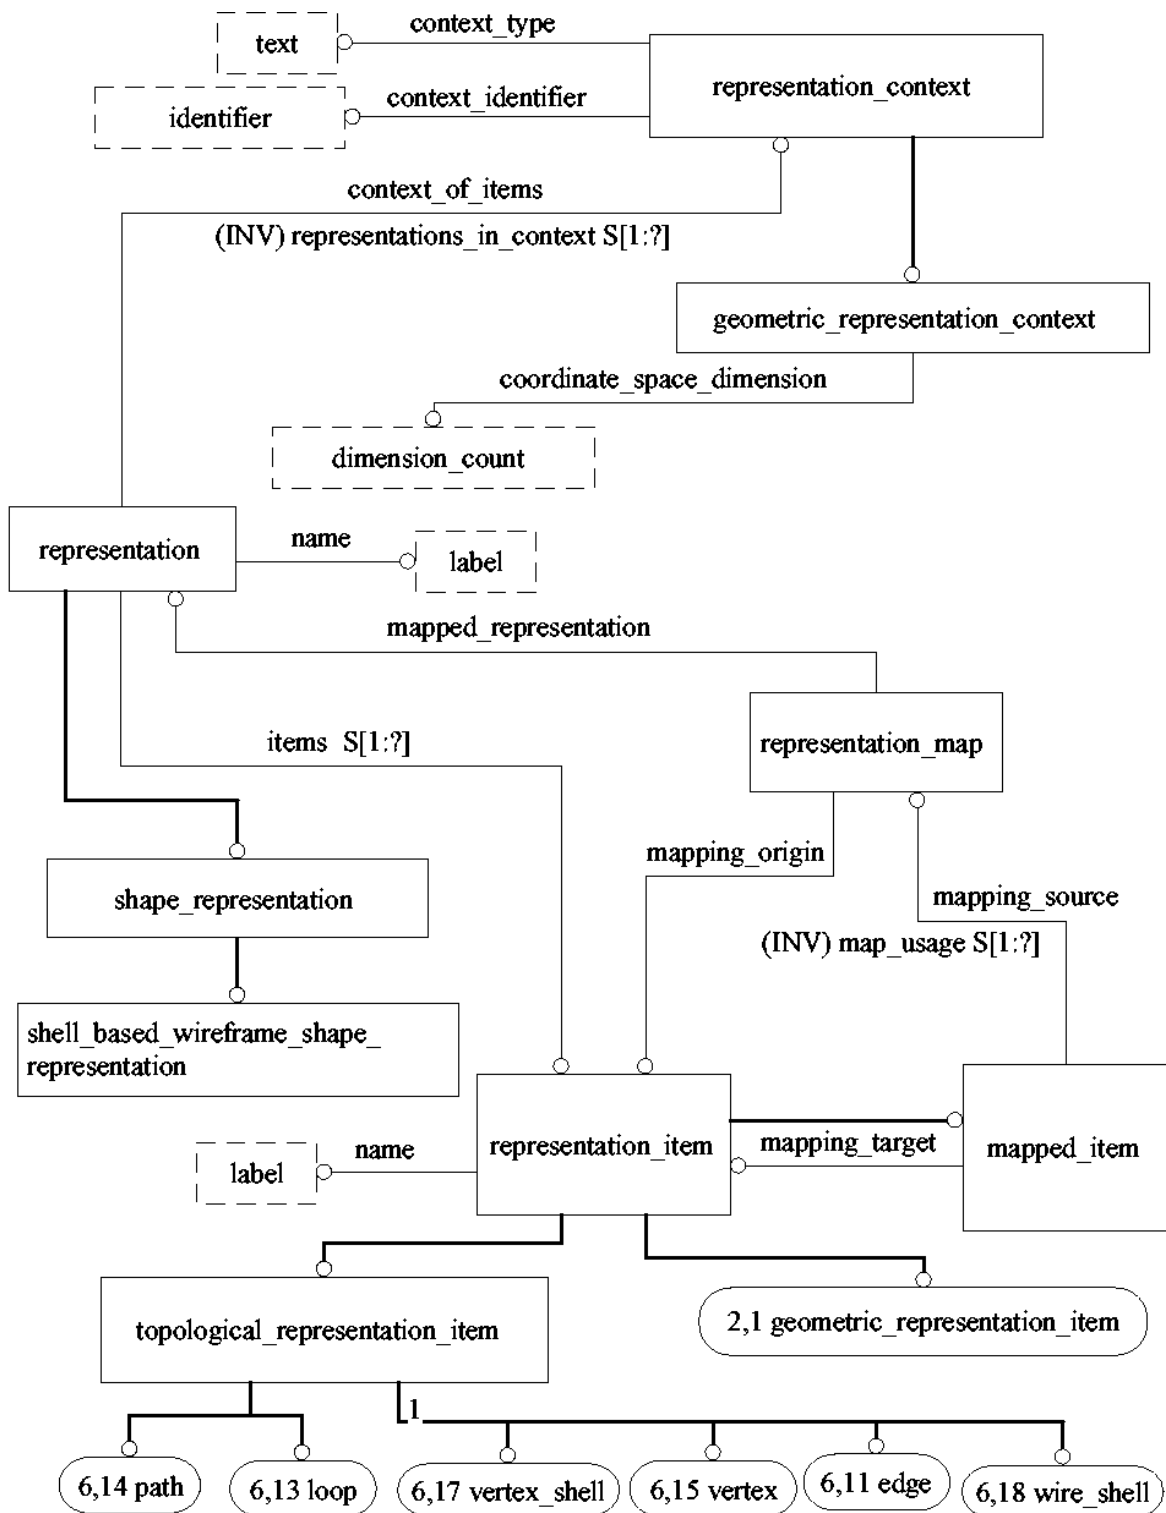 context_type
text
representation_context
context_identifier
identifier
context_of_items
(INV) representations_in_context S[1:?]
geometric_representation_context
coordinate_space_dimension
dimension_count
name
representation
label
mapped_representation
items S[1:?]
representation_map
mapping_origin
shape_representation
mapping_source
(INV) map_usage S[1:?]
shell_based_wireframe_shape_
representation
representation_item
mapping_target
mapped_item
name
label
2,1 geometric_representation_item
topological_representation_item
1
6,14 path
6,13 loop
6,17 vertex_shell
6,15 vertex
6,11 edge
6,18 wire_shell